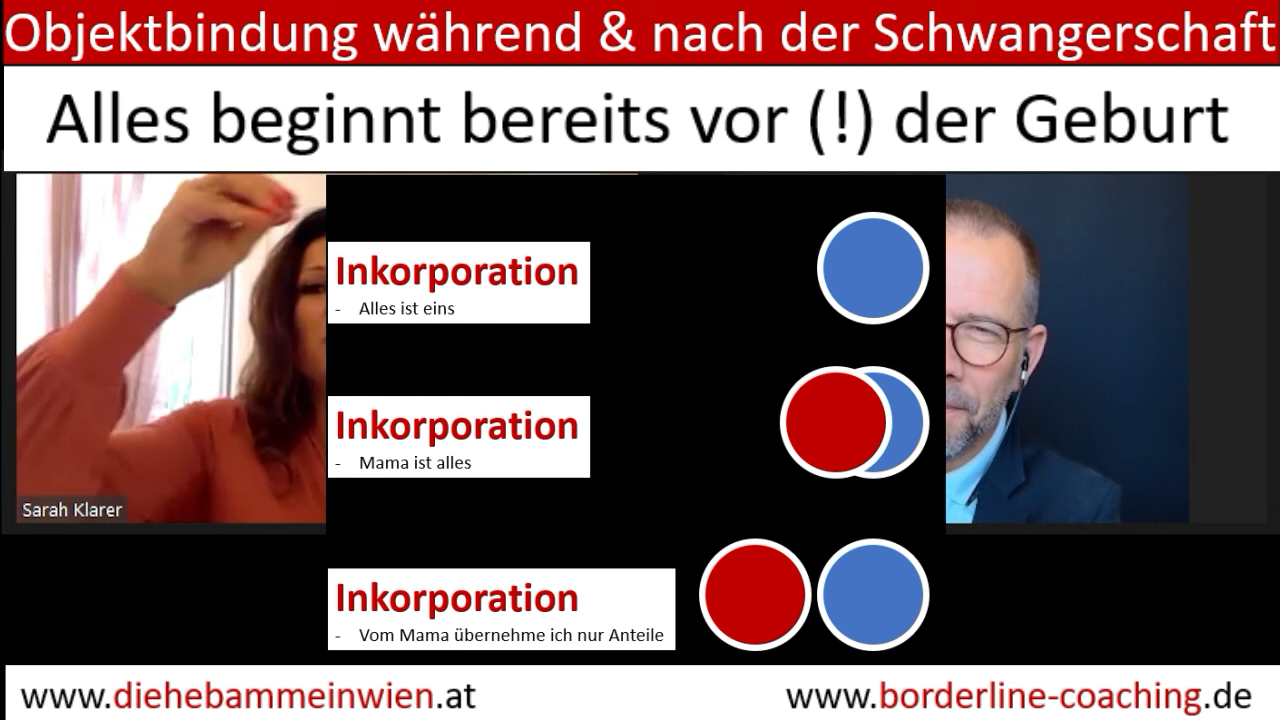 Objektbindung während & nach der Schwangerschaft
Alles beginnt bereits vor (!) der Geburt
Inkorporation
- Alles ist eins
Inkorporation
- Mama ist alles
Sarah Klarer
Inkorporation
- Vom Mama übernehme ich nur Anteile
www.diehebammeinwien.at
www.borderline-coaching.de